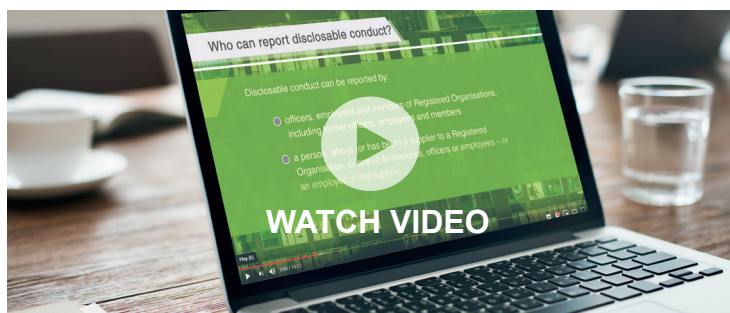 Who can report disclosable conduct?
Disclosable conduct can be reported by:
officers, employees and members of Registered Organisations,
including former officers, employees and members
a person, who is (or has been) a supplier to a Registered
Organisation, or one of its branches, officers or employees – or
an employee of that supplier
WATCH VIDEO
Play (k)